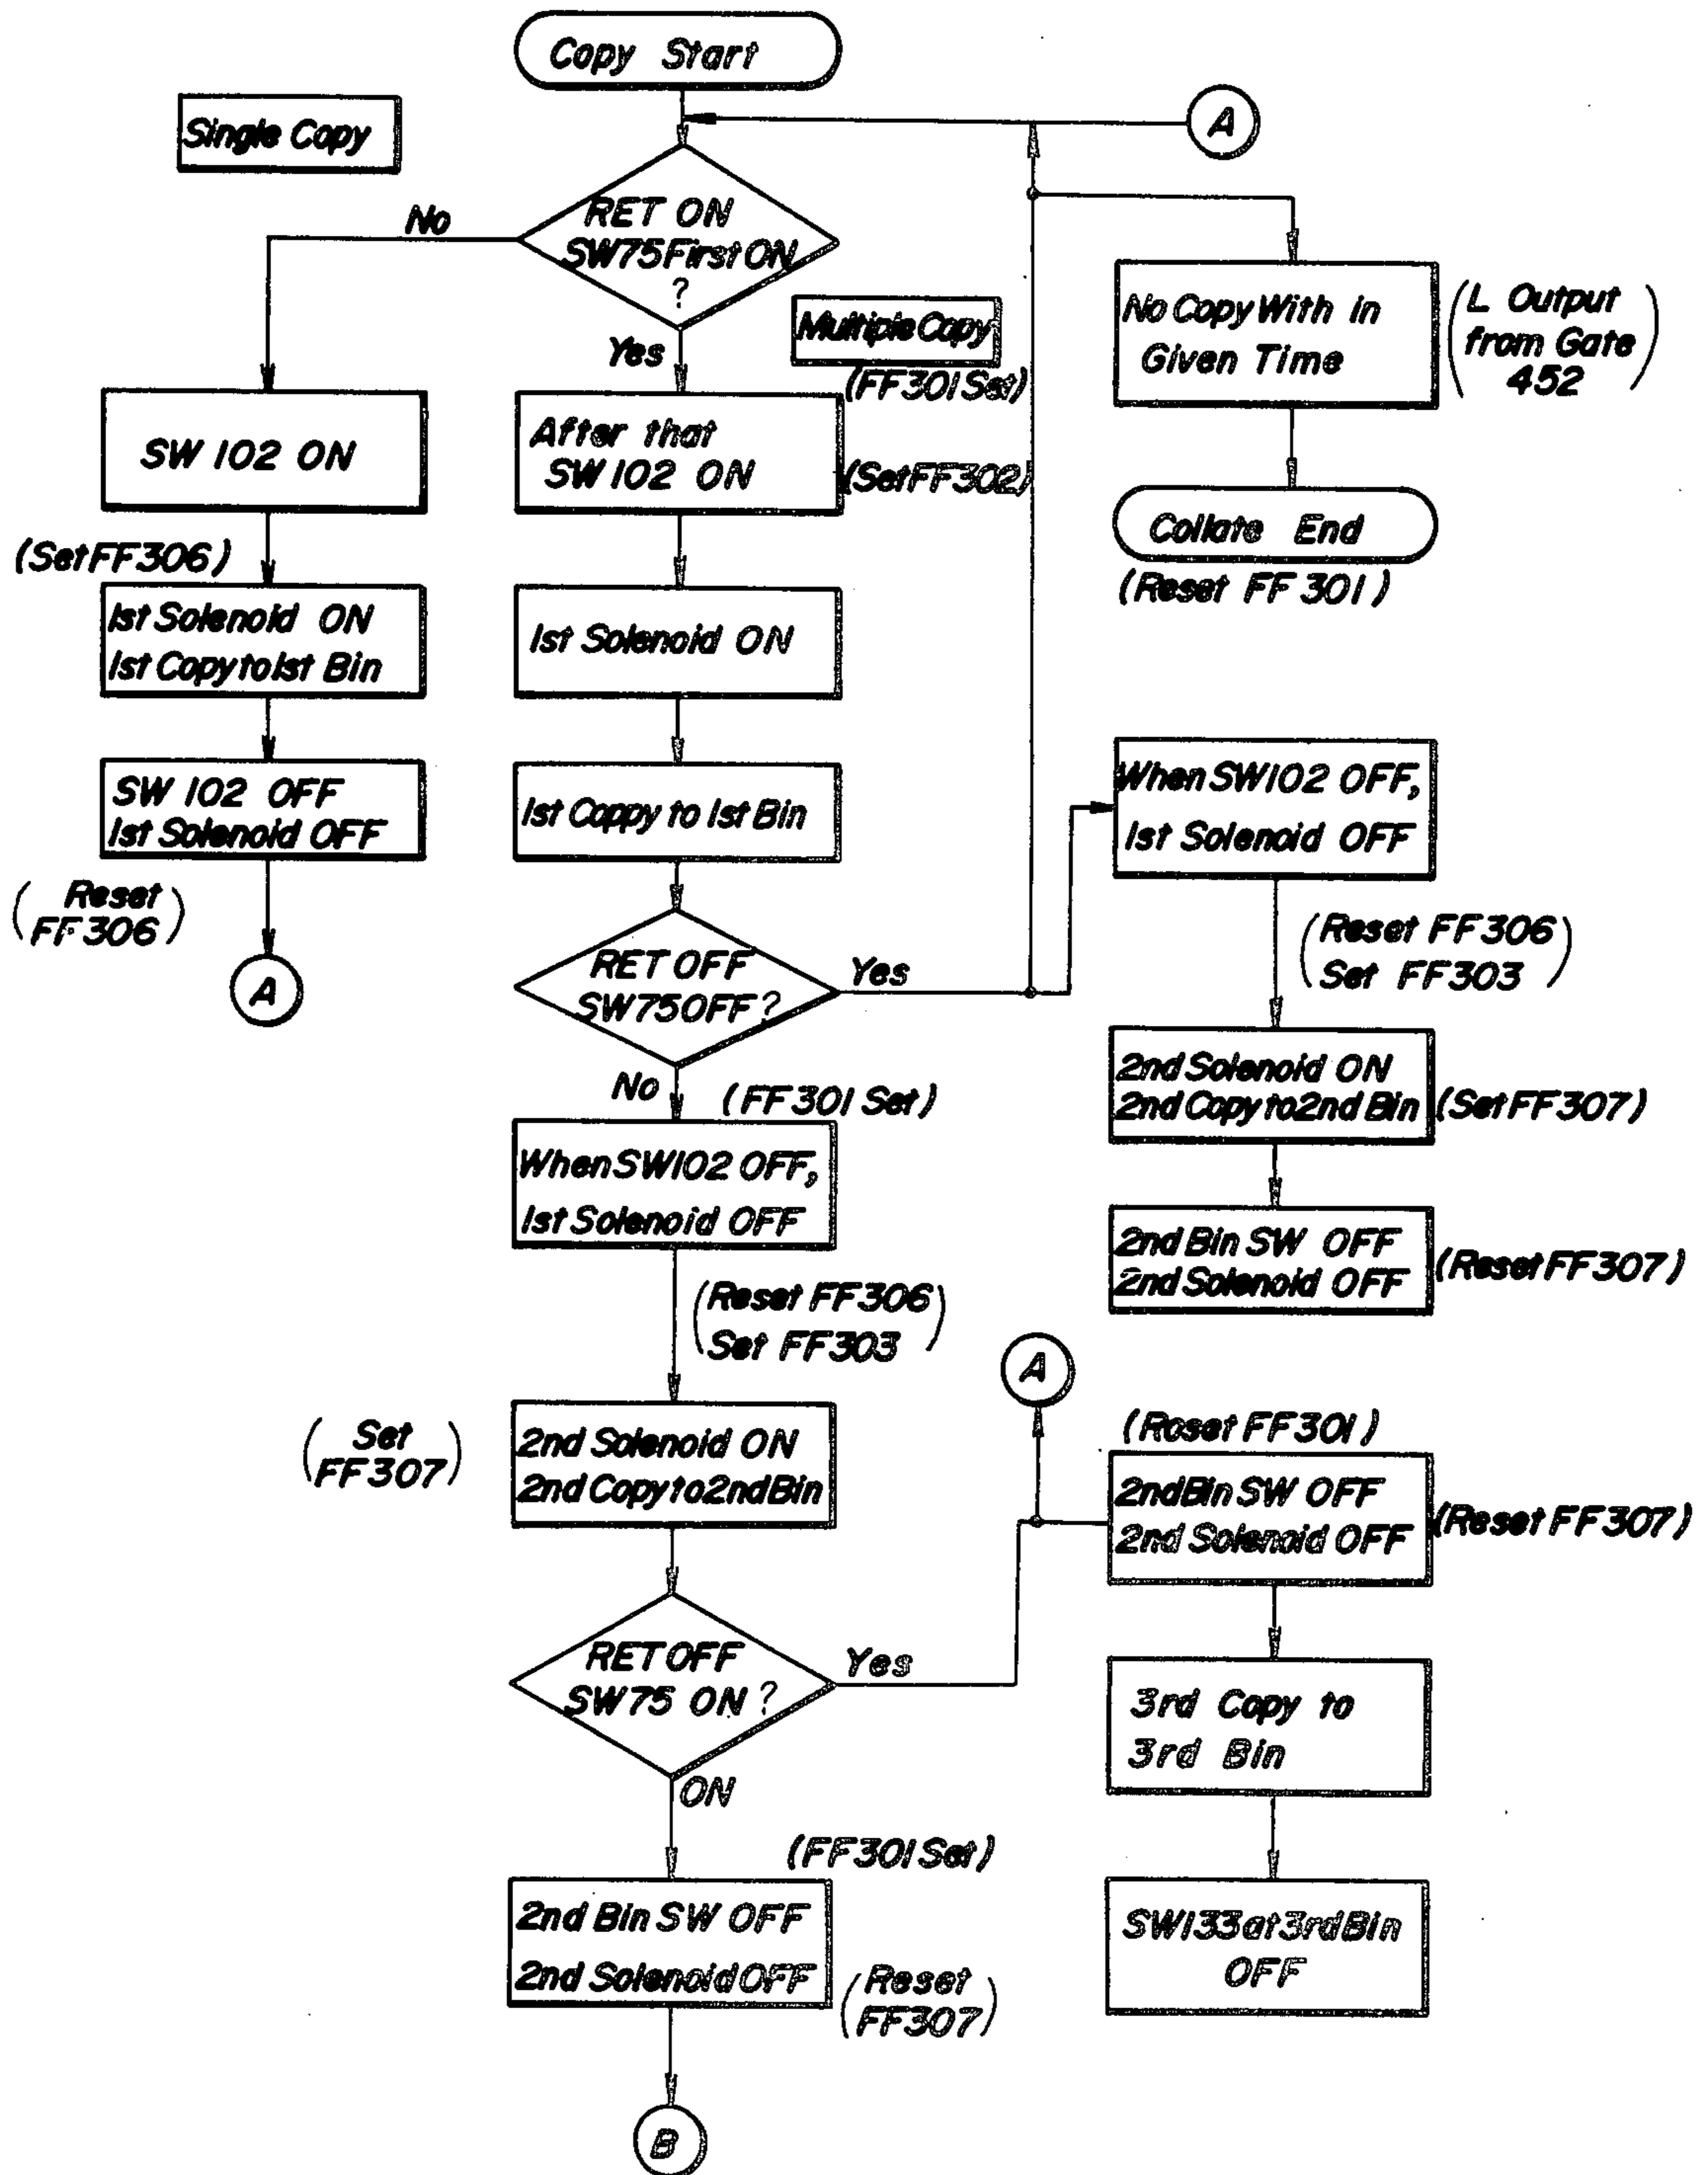 Copy Start
A
Single Copy
RET ON
SW75 First ON
?
No
Yes
Multiple Copy
(FF301 Set)
No Copy With in
Given Time
(L Output
from Gate
452)
SW 102 ON
After that
SW 102 ON
(Set FF302)
Collate End
(Reset FF 301)
(Set FF306)
1st Solenoid ON
1st Copy to 1st Bin
1st Solenoid ON
SW 102 OFF
1st Solenoid OFF
1st Coppy to 1st Bin
When SW102 OFF,
1st Solenoid OFF
(Reset
FF306)
A
RET OFF
SW75 OFF ?
Yes
No
(Reset FF306
Set FF303)
(FF301 Set)
When SW102 OFF,
1st Solenoid OFF
2nd Solenoid ON
2nd Copy to 2nd Bin
(Set FF307)
2nd Bin SW OFF
2nd Solenoid OFF
(Reset FF307)
(Reset FF306
Set FF303)
A
(Set
FF307)
2nd Solenoid ON
2nd Copy to 2nd Bin
(Roset FF301)
2nd Bin SW OFF
2nd Solenoid OFF
(Reset FF307)
RET OFF
SW75 ON ?
Yes
ON
3rd Copy to
3rd Bin
(FF301 Set)
2nd Bin SW OFF
2nd Solenoid OFF
(Reset
FF307)
SW133 at 3rd Bin
OFF
B